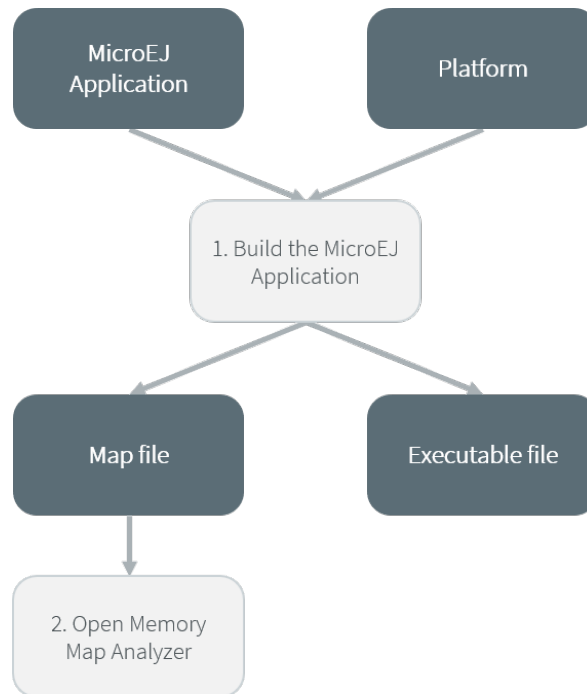 MicroEJ
Application
Platform
1. Build the MicroEJ
Application
Map file
Executable file
2. Open Memory
Map Analyzer